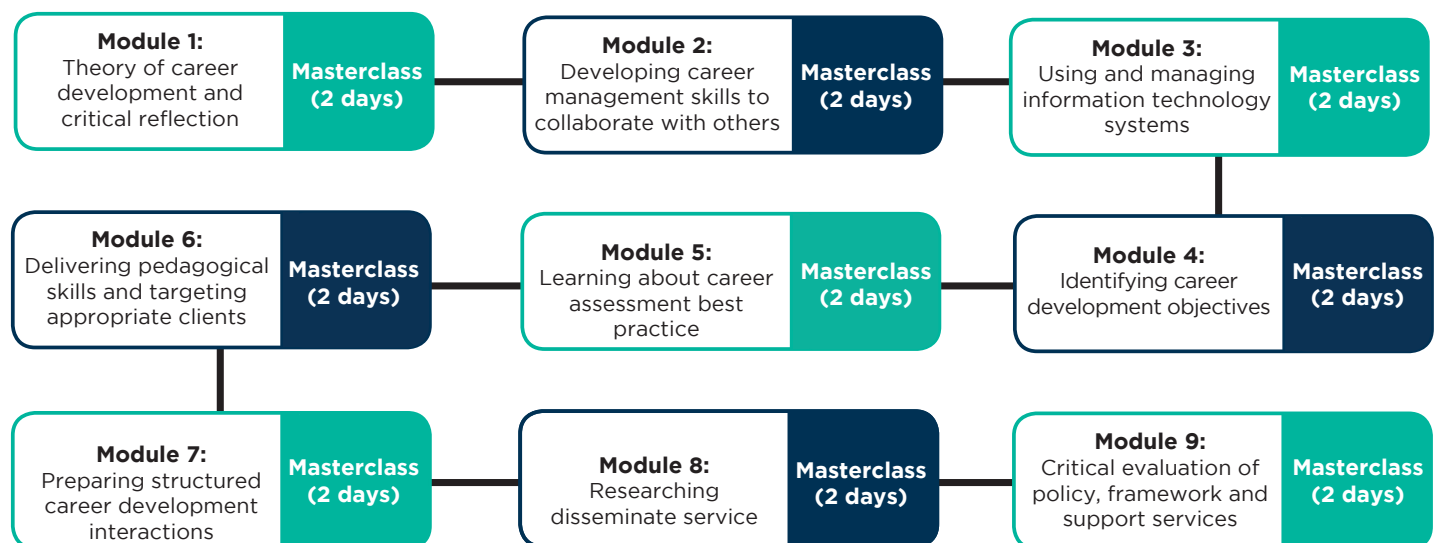 Module 1:
Theory of career
development and
critical reflection
Masterclass
(2 days)
Module 2:
Developing career
management skills to
collaborate with others
Masterclass
(2 days)
Module 3:
Using and managing
information technology
systems
Masterclass
(2 days)
Module 4:
Identifying career
development objectives
Masterclass
(2 days)
Module 5:
Learning about career
assessment best
practice
Masterclass
(2 days)
Module 6:
Delivering pedagogical
skills and targeting
appropriate clients
Masterclass
(2 days)
Module 7:
Preparing structured
career development
interactions
Masterclass
(2 days)
Module 8:
Researching
disseminate service
Masterclass
(2 days)
Module 9:
Critical evaluation of
policy, framework and
support services
Masterclass
(2 days)